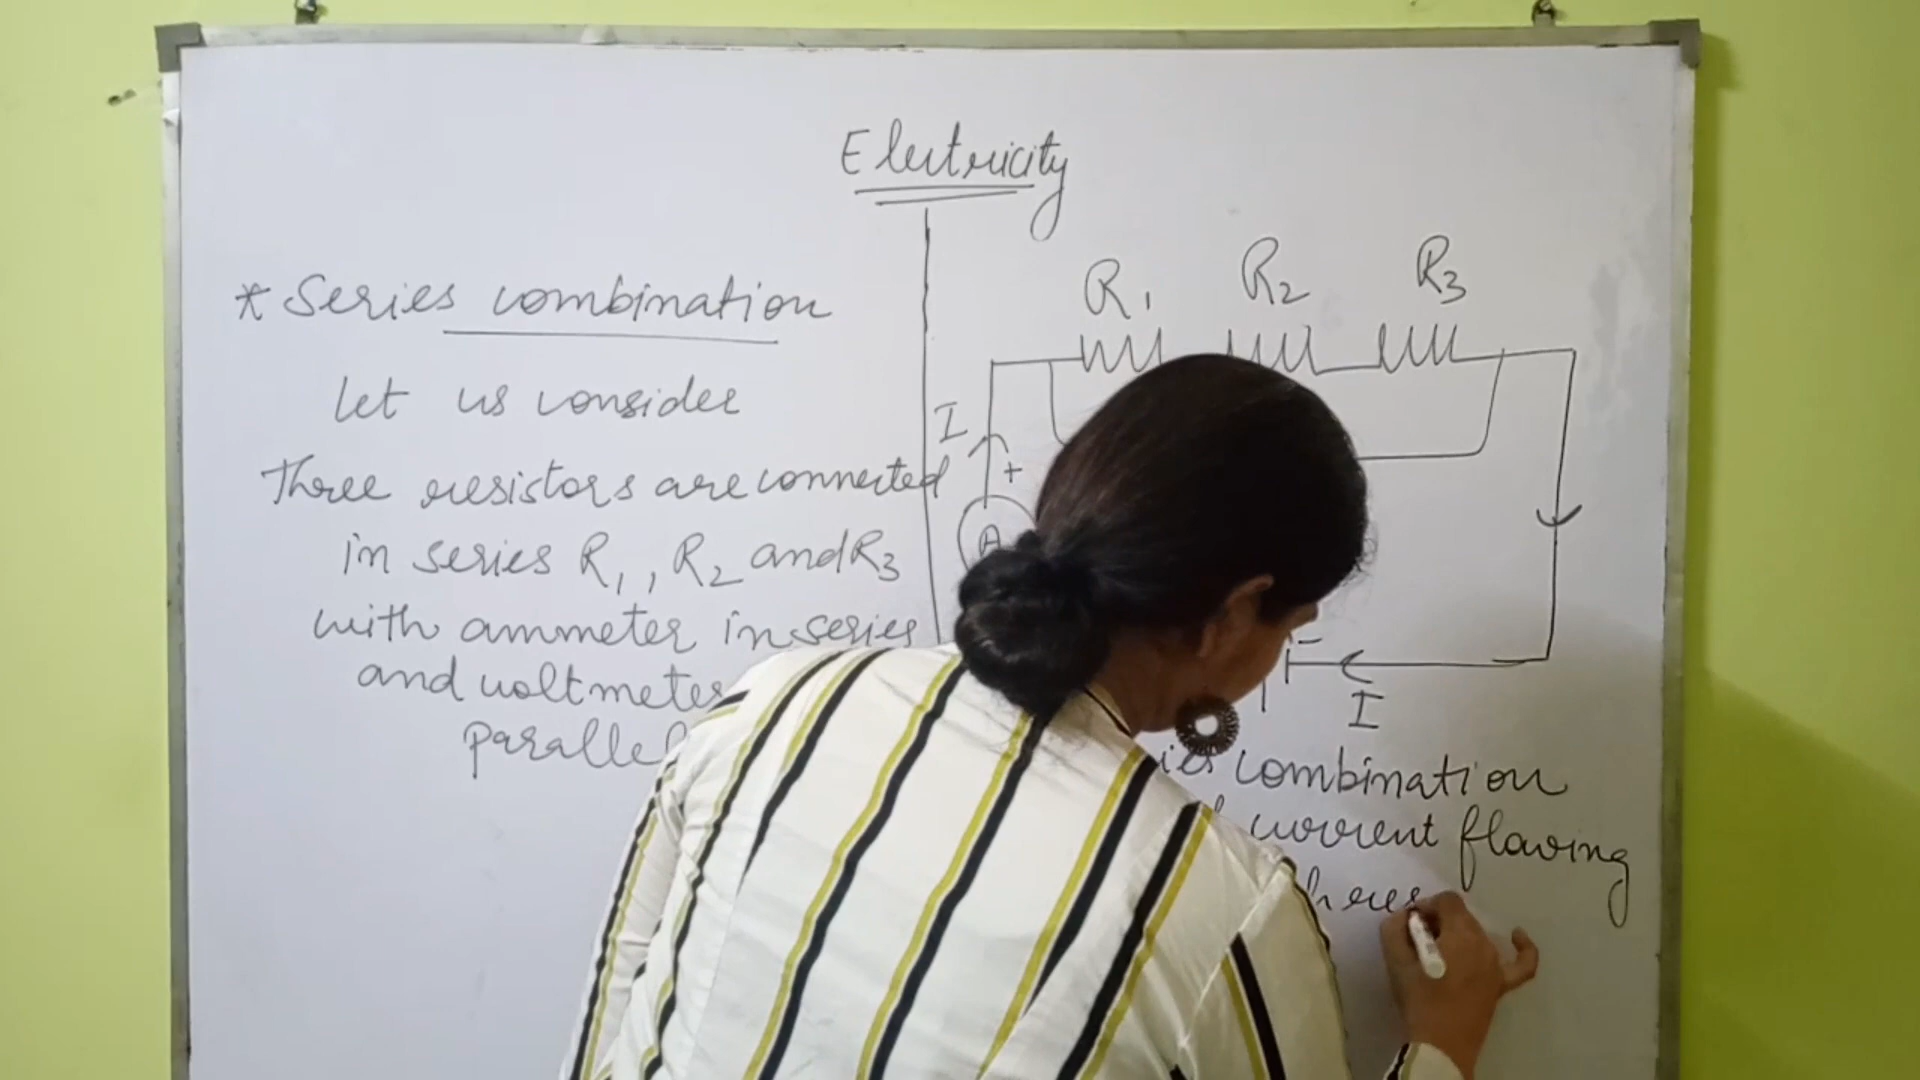 Electricity
* Series combination
let us consider
Three resistors are connected
in series R1, R2 and R3
with ammeter in series
and voltmeter
parallel
R1 R2 R3
I
+
A
-
I
combination
current flowing